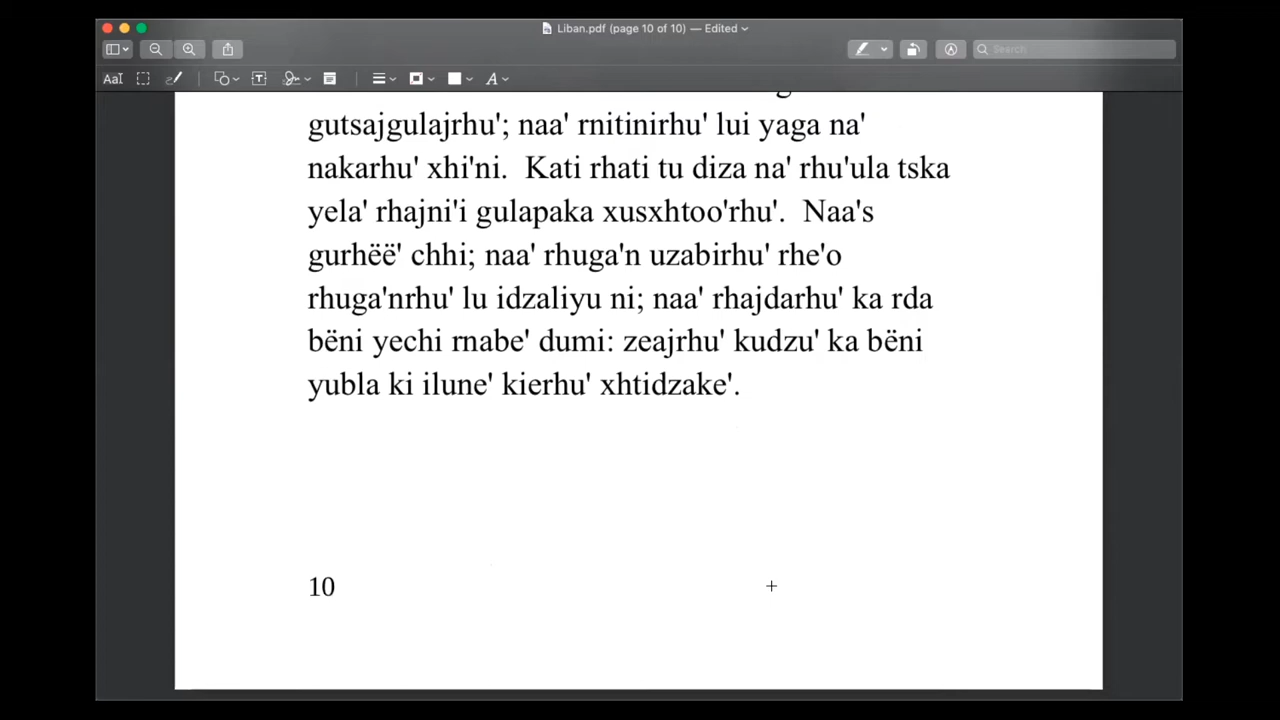 Liban.pdf (page 10 of 10) — Edited
Search
gutsajgulajrhu'; naa' rnitinirhu' lui yaga na'
nakarhu' xhi'ni.  Kati rhati tu diza na' rhu'ula tska
yela' rhajni'i gulapaka xusxhtoo'rhu'.  Naa's
gurhëë' chhi; naa' rhuga'n uzabirhu' rhe'o
rhuga'nrhu' lu idzaliyu ni; naa' rhajdarhu' ka rda
bëni yechi rnabe' dumi: zeajrhu' kudzu' ka bëni
yubla ki ilune' kierhu' xhtidzake'.
10